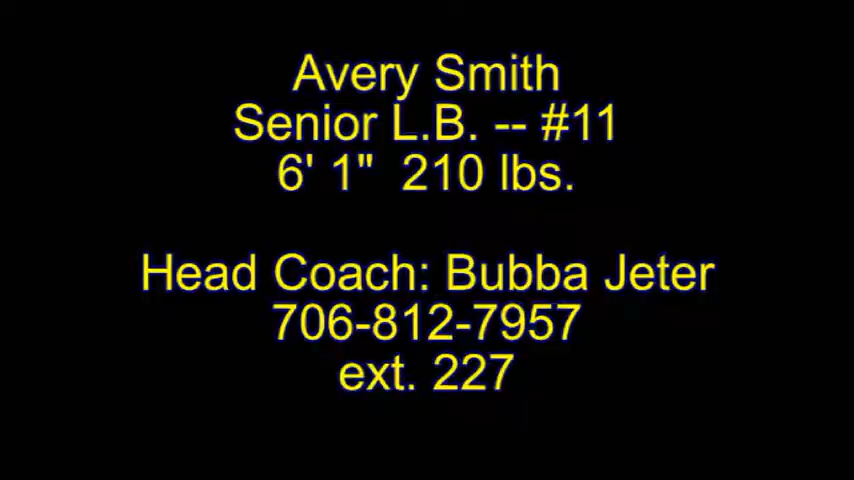 Avery Smith
Senior L.B. -- #11
6' 1"  210 lbs.
Head Coach: Bubba Jeter
706-812-7957
ext. 227